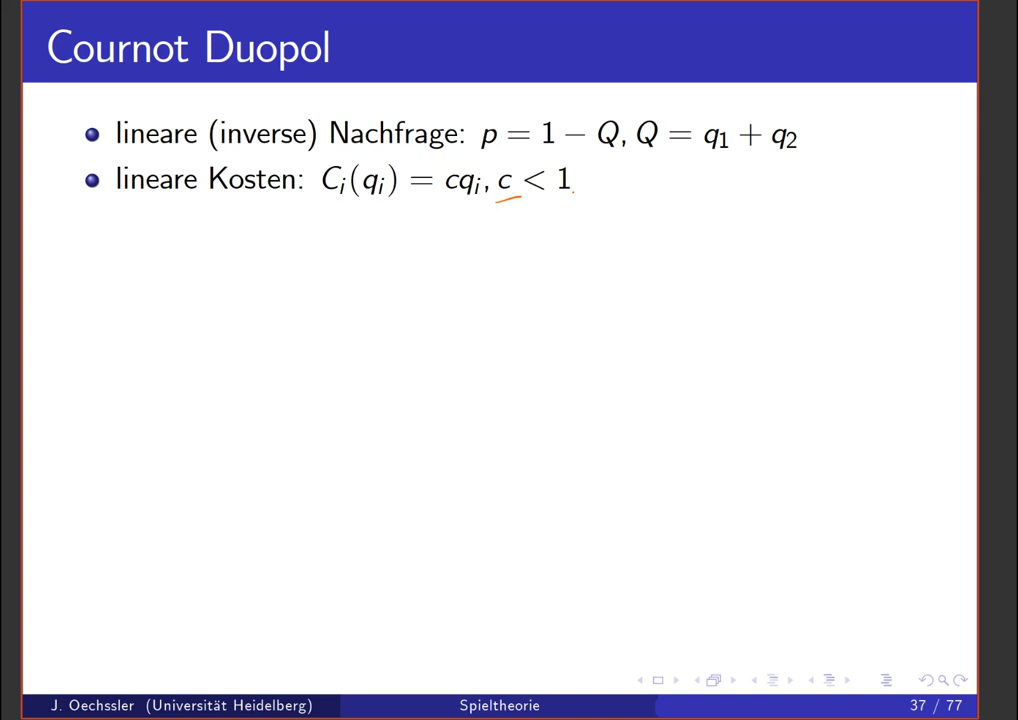 Cournot Duopol
lineare (inverse) Nachfrage: p = 1 − Q, Q = q₁ + q₂
lineare Kosten: Cᵢ(qᵢ) = cqᵢ, c < 1
J. Oechssler (Universität Heidelberg) Spieltheorie 37 / 77